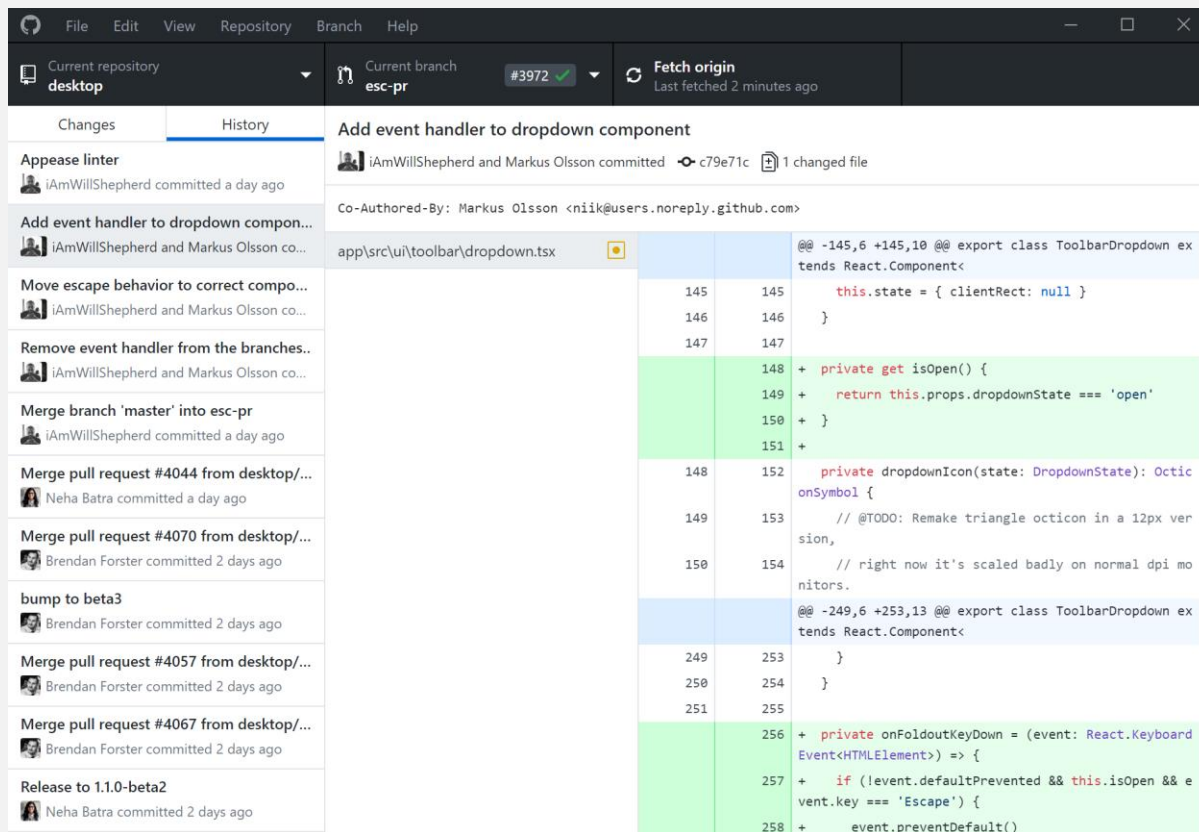 File Edit View Repository Branch Help
Current repository
desktop
Current branch
esc-pr
#3972
Fetch origin
Last fetched 2 minutes ago
Changes History
Appease linter
iAmWillShepherd committed a day ago
Add event handler to dropdown compon...
iAmWillShepherd and Markus Olsson co...
Move escape behavior to correct compo...
iAmWillShepherd and Markus Olsson co...
Remove event handler from the branches..
iAmWillShepherd and Markus Olsson co...
Merge branch 'master' into esc-pr
iAmWillShepherd committed a day ago
Merge pull request #4044 from desktop/...
Neha Batra committed a day ago
Merge pull request #4070 from desktop/...
Brendan Forster committed 2 days ago
bump to beta3
Brendan Forster committed 2 days ago
Merge pull request #4057 from desktop/...
Brendan Forster committed 2 days ago
Merge pull request #4067 from desktop/...
Brendan Forster committed 2 days ago
Release to 1.1.0-beta2
Neha Batra committed 2 days ago
Add event handler to dropdown component
iAmWillShepherd and Markus Olsson committed c79e71c 1 changed file
Co-Authored-By: Markus Olsson <niik@users.noreply.github.com>
app\src\ui\toolbar\dropdown.tsx
@@ -145,6 +145,10 @@ export class ToolbarDropdown ex
tends React.Component<
145 145 this.state = { clientRect: null }
146 146 }
147 147
148 + private get isOpen() {
149 + return this.props.dropdownState === 'open'
150 + }
151 +
148 152 private dropdownIcon(state: DropdownState): Octic
onSymbol {
149 153 // @TODO: Remake triangle octicon in a 12px ver
sion,
150 154 // right now it's scaled badly on normal dpi mo
nitors.
@@ -249,6 +253,13 @@ export class ToolbarDropdown ex
tends React.Component<
249 253 }
250 254 }
251 255
256 + private onFoldoutKeyDown = (event: React.Keyboard
Event<HTMLElement>) => {
257 + if (!event.defaultPrevented && this.isOpen && e
vent.key === 'Escape') {
258 + event.preventDefault()